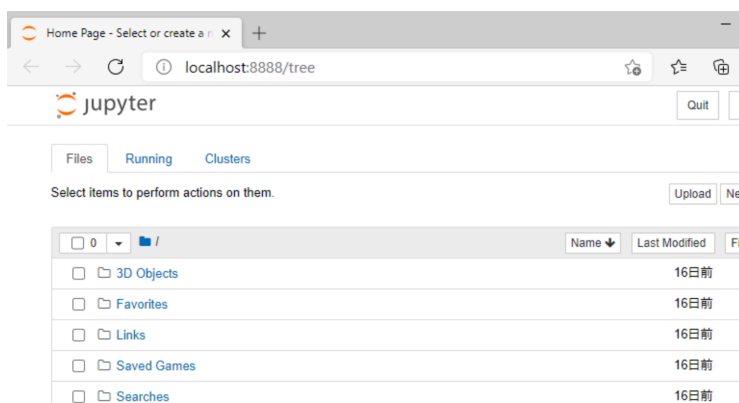 Home Page - Select or create a n
localhost:8888/tree
jupyter
Quit
Files Running Clusters
Select items to perform actions on them.
Upload Ne
0 / Name Last Modified Fi
3D Objects 16日前
Favorites 16日前
Links 16日前
Saved Games 16日前
Searches 16日前